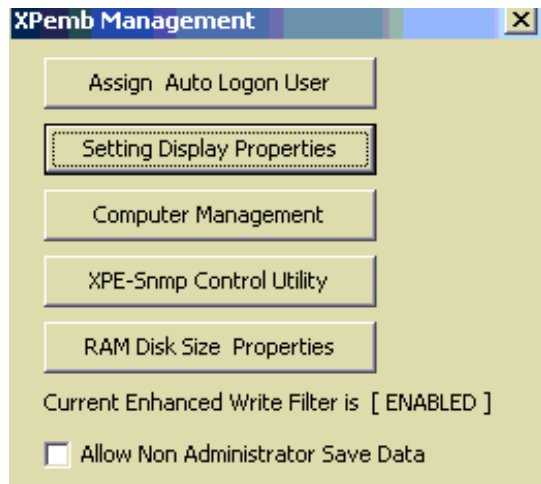 XPemb Management
Assign Auto Logon User
Setting Display Properties
Computer Management
XPE-Snmp Control Utility
RAM Disk Size Properties
Current Enhanced Write Filter is [ ENABLED ]
Allow Non Administrator Save Data